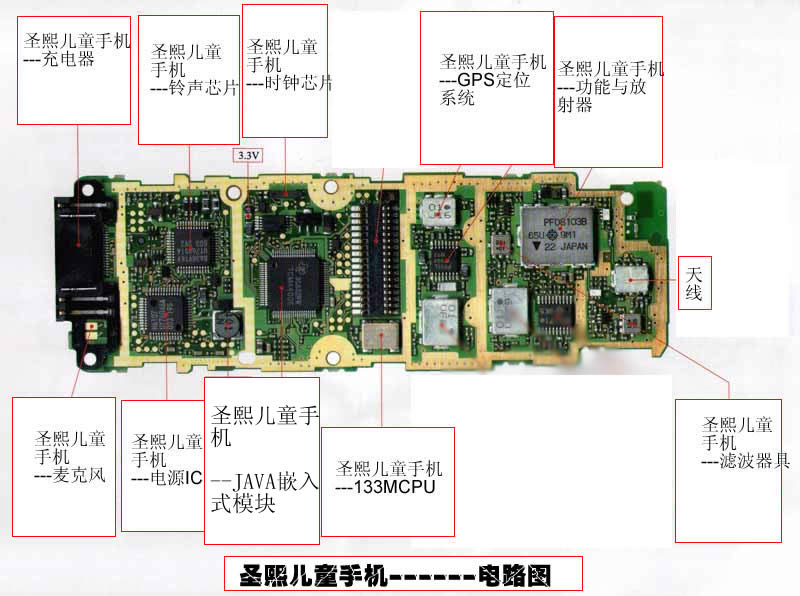 圣熙儿童手机
---充电器
圣熙儿童
手机
---铃声芯片
圣熙儿童
手机
---时钟芯片
圣熙儿童手机
---GPS定位
系统
圣熙儿童手机
---功能与放
射器
3.3V
PF08103B
65U 9M1
22 JAPAN
天
线
圣熙儿童
手机
---麦克风
圣熙儿童
手机
---电源IC
圣熙儿童手
机
--JAVA嵌入
式模块
圣熙儿童手机
---133MCPU
圣熙儿童
手机
---滤波器具
圣熙儿童手机------电路图